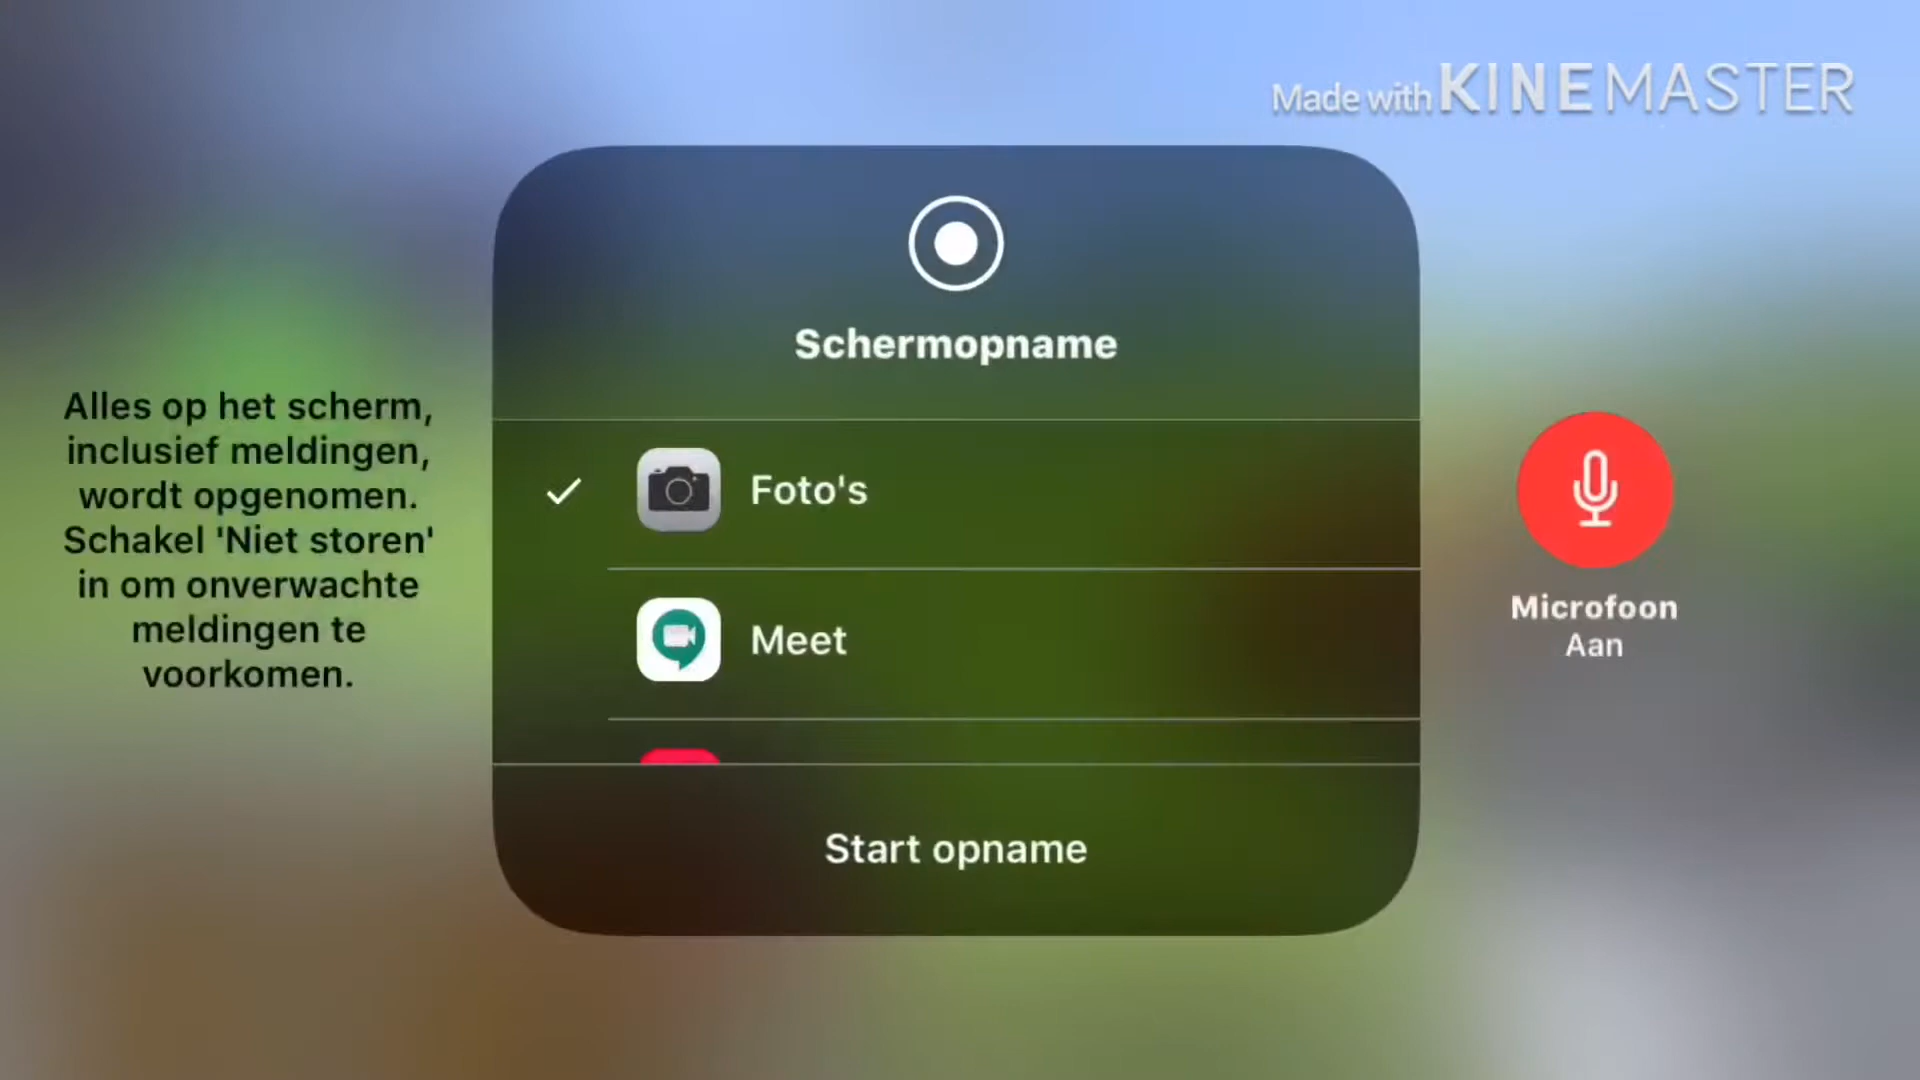 Made with KINEMASTER
Schermopname
Alles op het scherm,
inclusief meldingen,
wordt opgenomen.
Schakel 'Niet storen'
in om onverwachte
meldingen te
voorkomen.
Foto's
Meet
Start opname
Microfoon
Aan